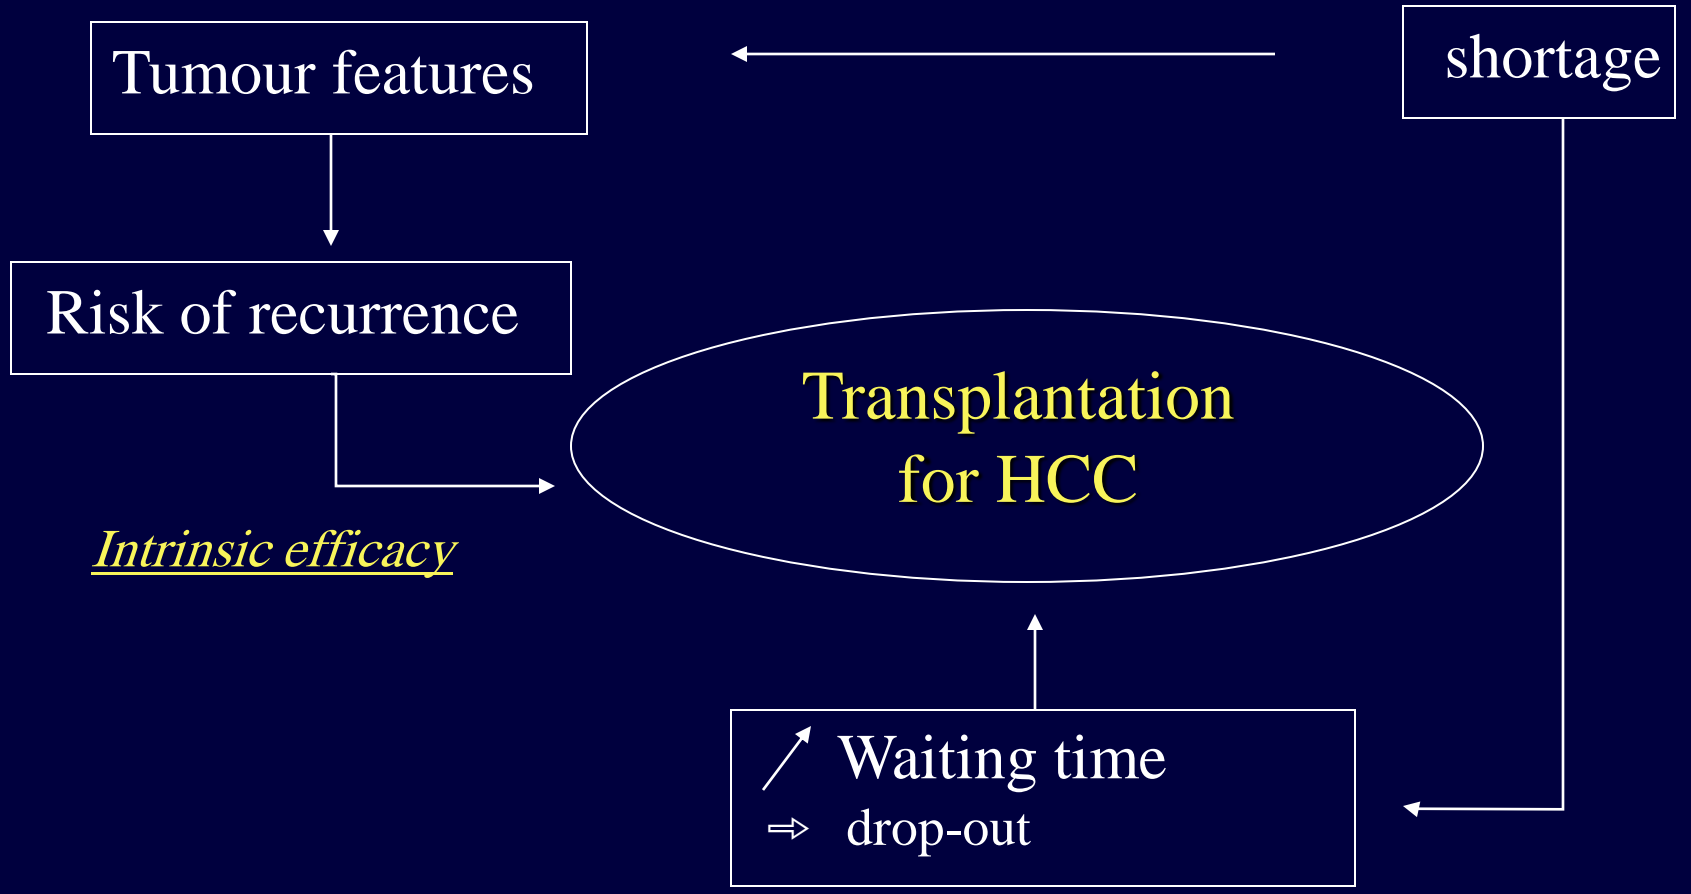 Tumour features
shortage
Risk of recurrence
Transplantation
for HCC
Intrinsic efficacy
Waiting time
⇨ drop-out